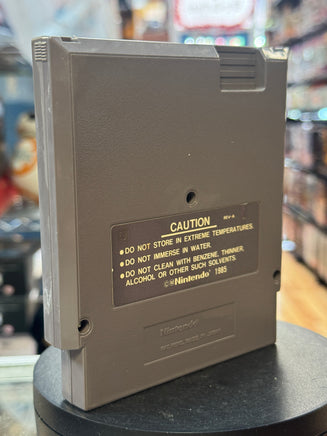 REV-A
CAUTION
•DO NOT STORE IN EXTREME TEMPERATURES.
•DO NOT IMMERSE IN WATER.
•DO NOT CLEAN WITH BENZENE, THINNER,
ALCOHOL OR OTHER SUCH SOLVENTS.
©®Nintendo® 1985
Nintendo